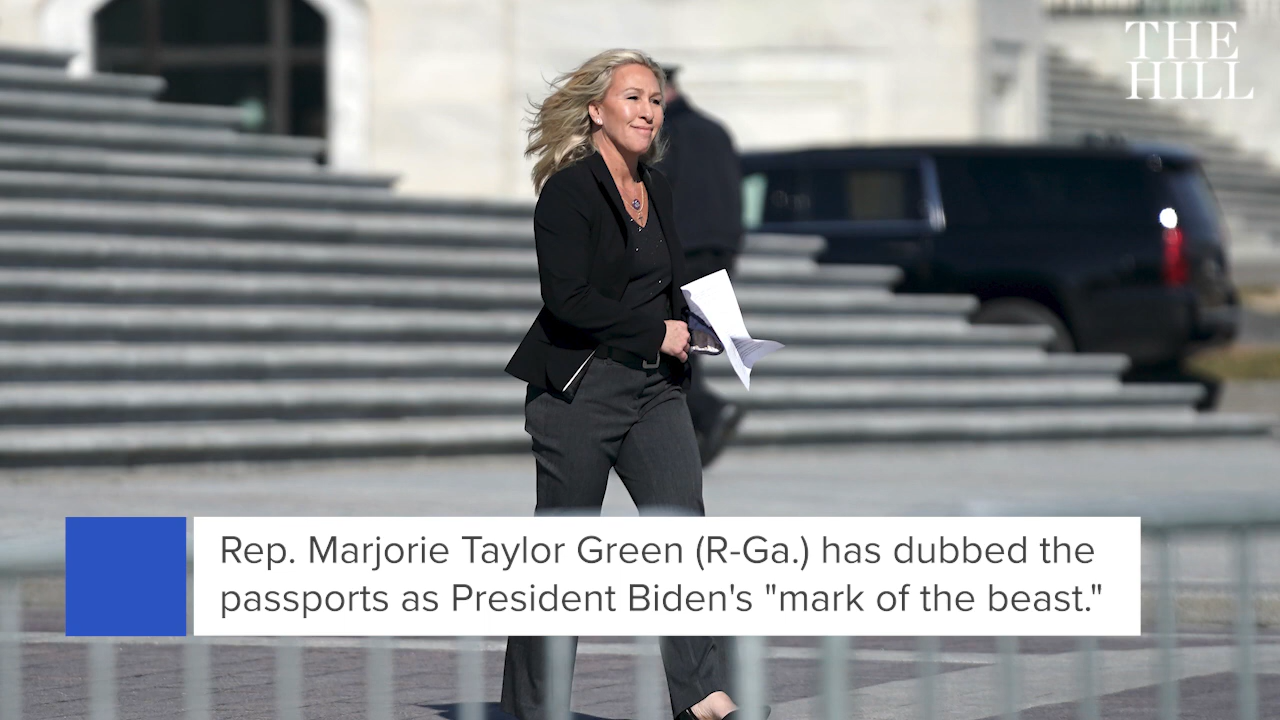 THE
HILL
Rep. Marjorie Taylor Green (R-Ga.) has dubbed the
passports as President Biden's "mark of the beast."